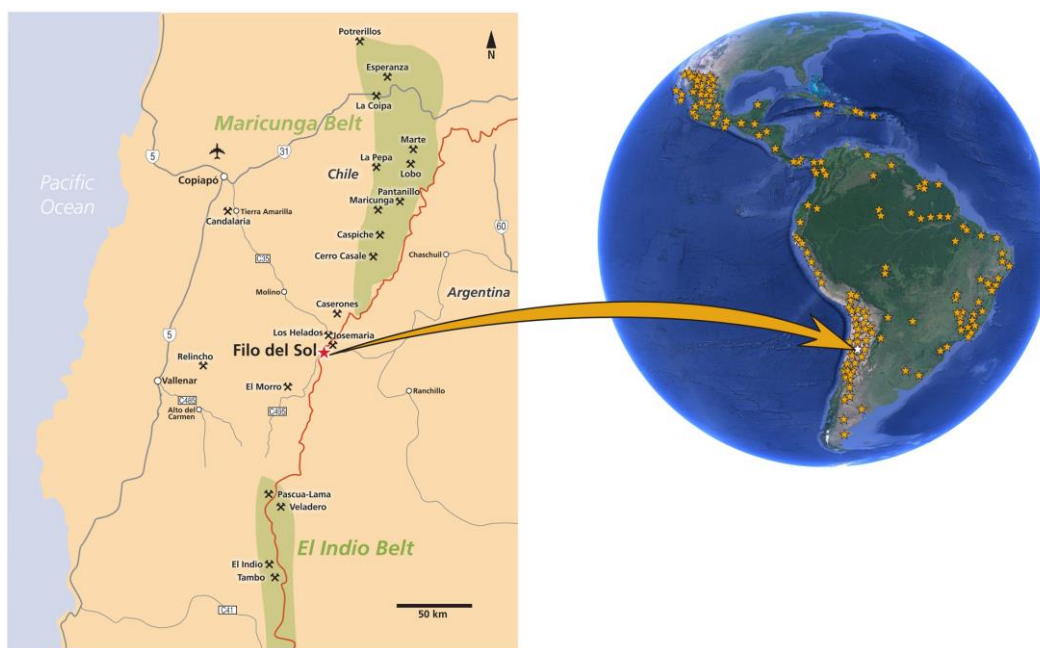 Potrerillos
N
Esperanza
La Coipa
Maricunga Belt
Marte
5
31
La Pepa
Chile
Lobo
Copiapó
Pacific
Ocean
Pantanillo
Maricunga
Tierra Amarilla
Candalaria
60
Caspiche
Cerro Casale
Chaschuil
C35
Molino
Argentina
Caserones
5
Los Helados
Josemaria
Filo del Sol
Relincho
Vallenar
El Morro
Ranchillo
C485
Alto del
Carmen
C495
Pascua-Lama
Veladero
El Indio Belt
El Indio
Tambo
C41
50 km